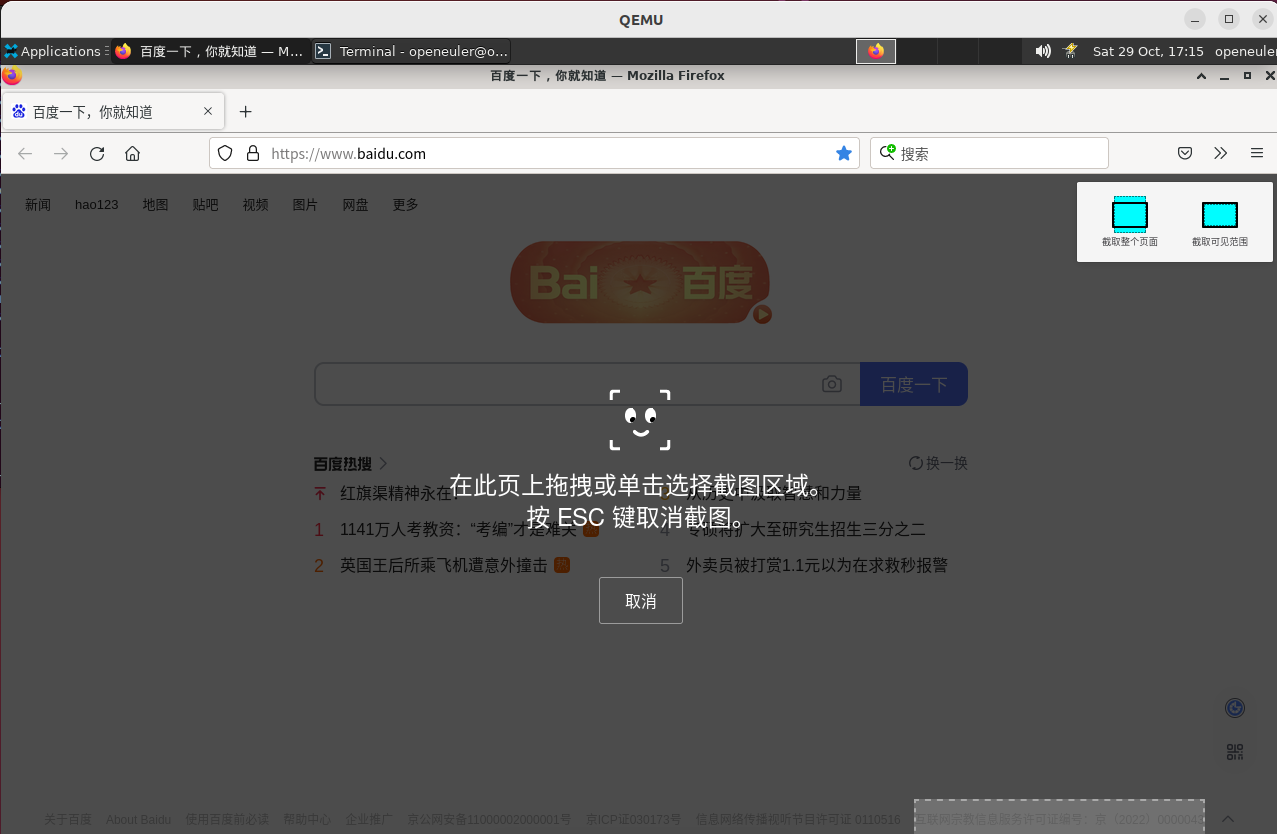 QEMU
Applications
百度一下，你就知道 — M...
Terminal - openeuler@o...
Sat 29 Oct, 17:15
openeuler
百度一下，你就知道 — Mozilla Firefox
百度一下，你就知道
https://www.baidu.com
搜索
新闻 hao123 地图 贴吧 视频 图片 网盘 更多
截取整个页面
截取可见范围
Bai 百度
百度一下
百度热搜
换一换
红旗渠精神永在
在此页上拖拽或单击选择截图区域。
按 ESC 键取消截图。
1 1141万人考教资：“考编”才是难关
4 专硕将扩大至研究生招生三分之二
2 英国王后所乘飞机遭意外撞击 热
5 外卖员被打赏1.1元以为在求救秒报警
取消
关于百度 About Baidu 使用百度前必读 帮助中心 企业推广 京公网安备11000002000001号 京ICP证030173号 信息网络传播视听节目许可证 0110516 互联网宗教信息服务许可证编号：京（2022）0000043